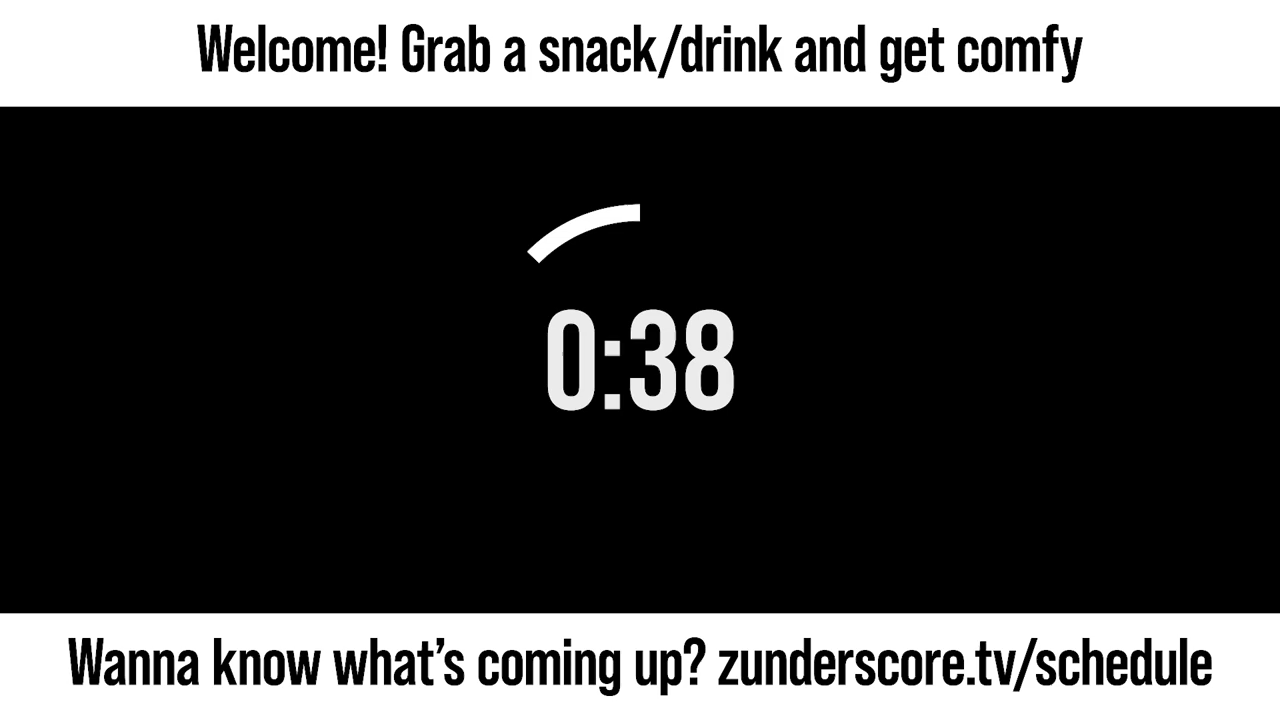 Welcome! Grab a snack/drink and get comfy
0:38
Wanna know what’s coming up? zunderscore.tv/schedule